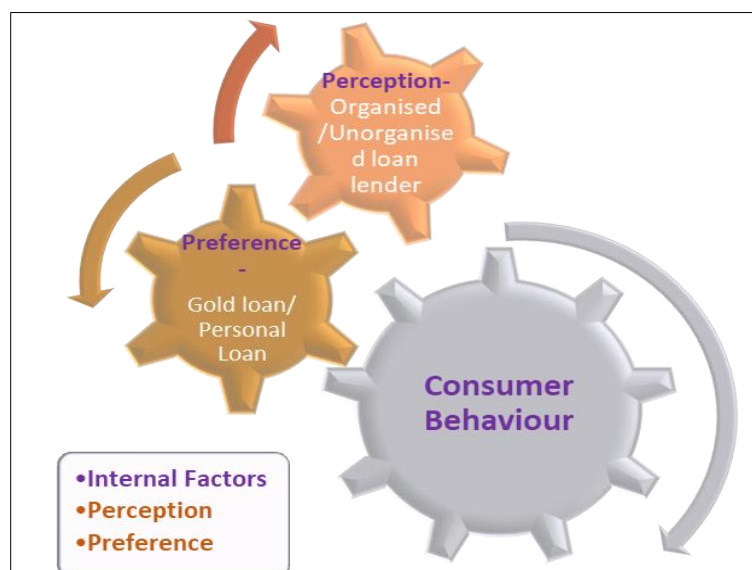 Perception-
Organised
/Unorganise
d loan
lender
Preference
-
Gold loan/
Personal
Loan
Consumer
Behaviour
•Internal Factors
•Perception
•Preference